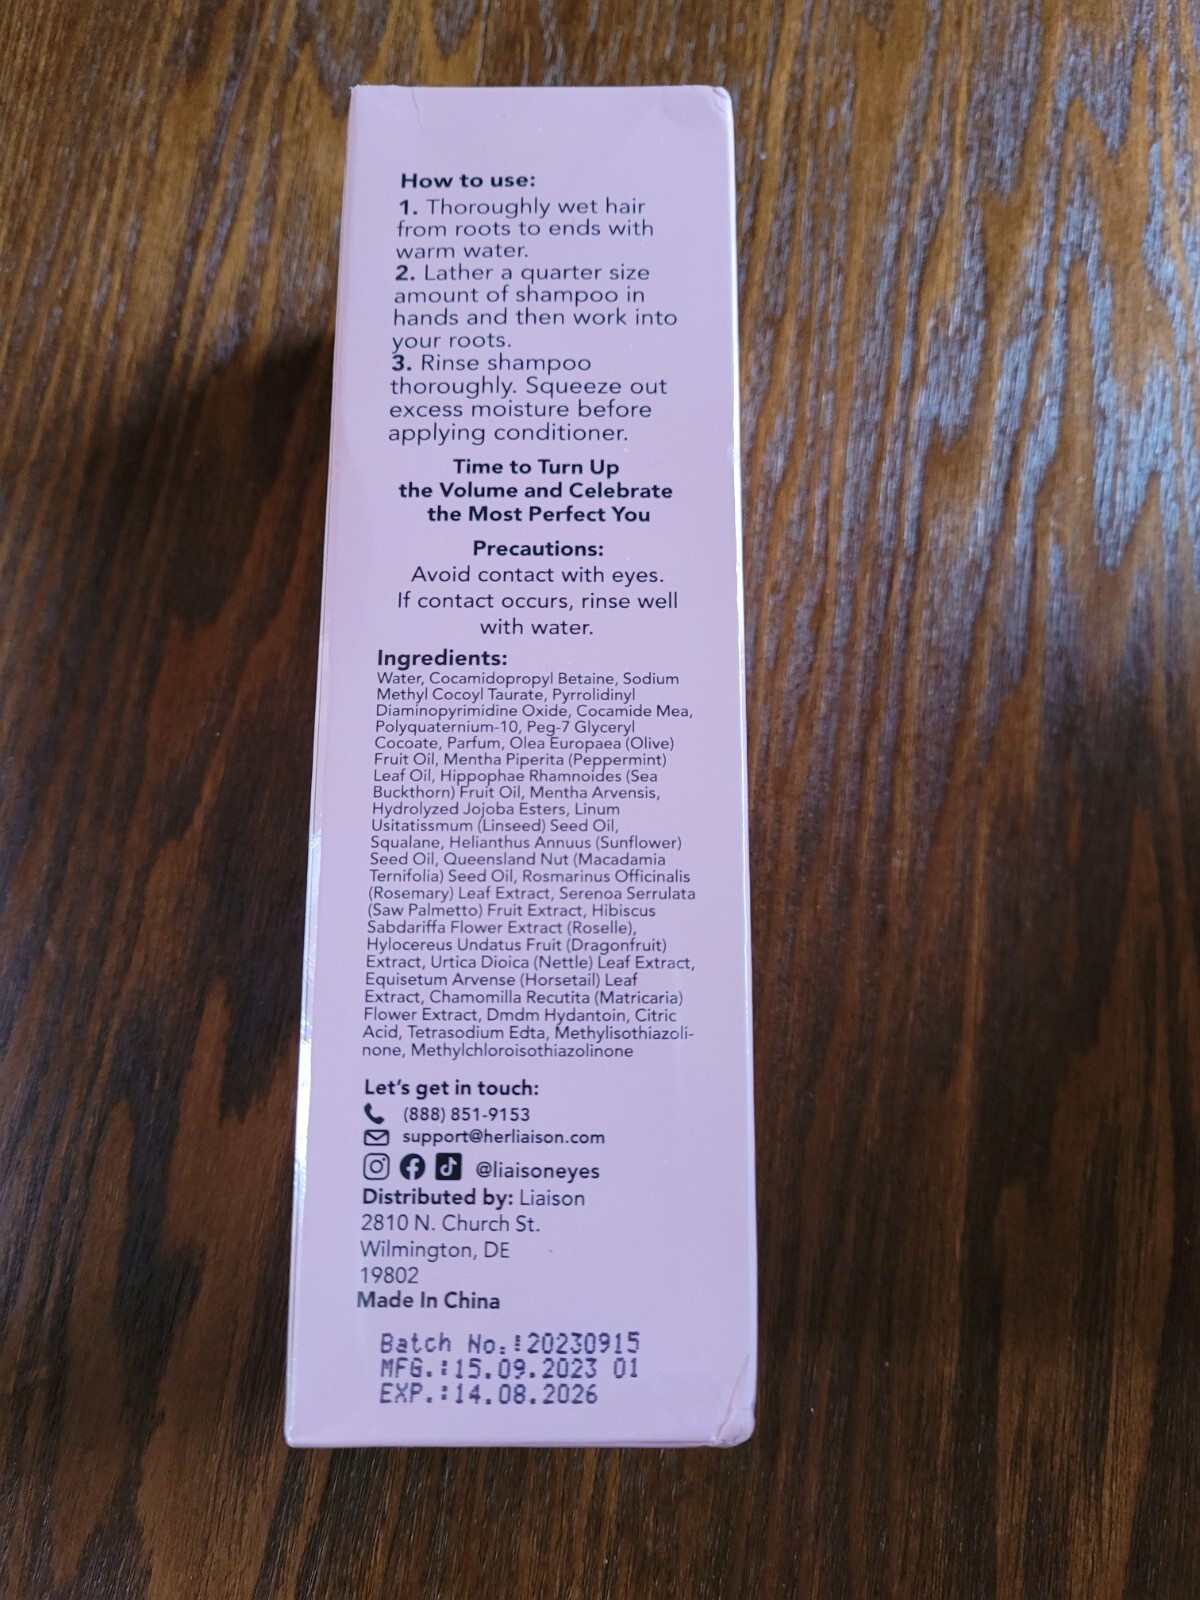 How to use:
1. Thoroughly wet hair
from roots to ends with
warm water.
2. Lather a quarter size
amount of shampoo in
hands and then work into
your roots.
3. Rinse shampoo
thoroughly. Squeeze out
excess moisture before
applying conditioner.
Time to Turn Up
the Volume and Celebrate
the Most Perfect You
Precautions:
Avoid contact with eyes.
If contact occurs, rinse well
with water.
Ingredients:
Water, Cocamidopropyl Betaine, Sodium
Methyl Cocoyl Taurate, Pyrrolidinyl
Diaminopyrimidine Oxide, Cocamide Mea,
Polyquaternium-10, Peg-7 Glyceryl
Cocoate, Parfum, Olea Europaea (Olive)
Fruit Oil, Mentha Piperita (Peppermint)
Leaf Oil, Hippophae Rhamnoides (Sea
Buckthorn) Fruit Oil, Mentha Arvensis,
Hydrolyzed Jojoba Esters, Linum
Usitatissmum (Linseed) Seed Oil,
Squalane, Helianthus Annuus (Sunflower)
Seed Oil, Queensland Nut (Macadamia
Ternifolia) Seed Oil, Rosmarinus Officinalis
(Rosemary) Leaf Extract, Serenoa Serrulata
(Saw Palmetto) Fruit Extract, Hibiscus
Sabdariffa Flower Extract (Roselle),
Hylocereus Undatus Fruit (Dragonfruit)
Extract, Urtica Dioica (Nettle) Leaf Extract,
Equisetum Arvense (Horsetail) Leaf
Extract, Chamomilla Recutita (Matricaria)
Flower Extract, Dmdm Hydantoin, Citric
Acid, Tetrasodium Edta, Methylisothiazoli-
none, Methylchloroisothiazolinone
Let's get in touch:
(888) 851-9153
support@herliaison.com
@liaisoneyes
Distributed by: Liaison
2810 N. Church St.
Wilmington, DE
19802
Made In China
Batch No.:20230915
MFG.:15.09.2023 01
EXP.:14.08.2026